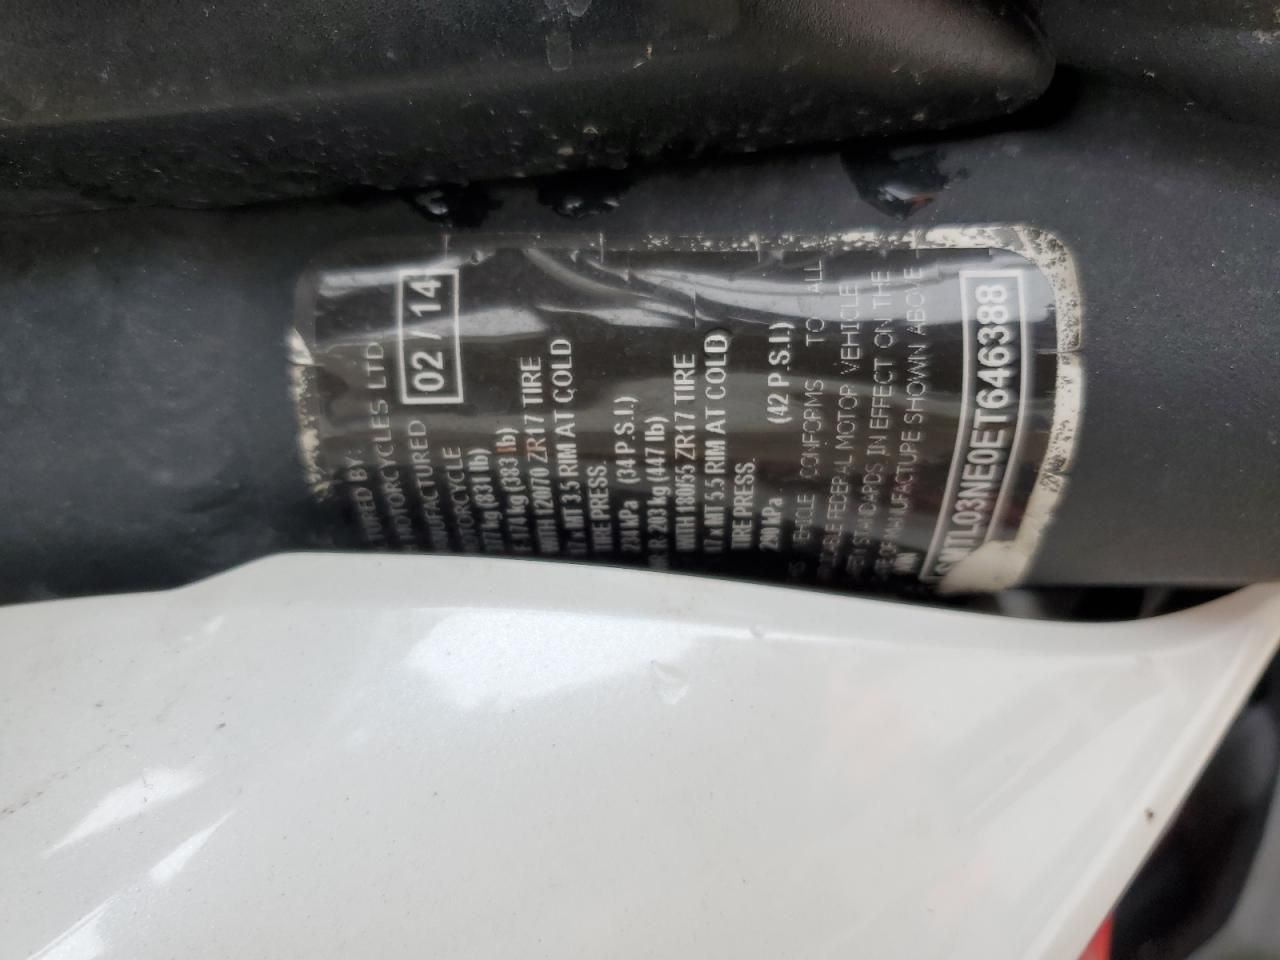 TURED BY:
MOTORCYCLES LTD
MANUFACTURED 02 / 14
MOTORCYCLE
377 kg (831 lb)
F. 174 kg (383 lb)
WITH 120/70 ZR17 TIRE
17 x MT 3.5 RIM AT COLD
TIRE PRESS.
234 kPa (34 P.S.I.)
R. 203 kg (447 lb)
WITH 180/55 ZR17 TIRE
17 x MT 5.5 RIM AT COLD
TIRE PRESS.
290 kPa (42 P.S.I.)
VEHICLE CONFORMS TO ALL
FEDERAL MOTOR VEHICLE
STANDARDS IN EFFECT ON THE
OF MANUFACTURE SHOWN ABOVE
SMTL03NE0ET646388